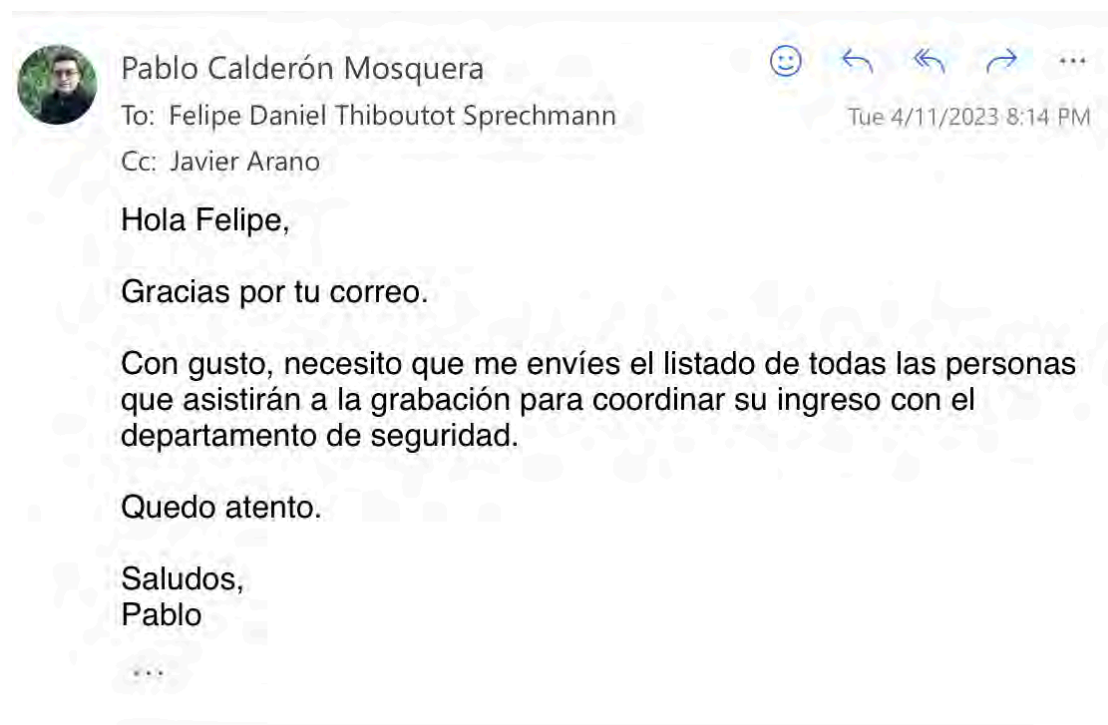 Pablo Calderón Mosquera
To: Felipe Daniel Thiboutot Sprechmann
Tue 4/11/2023 8:14 PM
Cc: Javier Arano
Hola Felipe,
Gracias por tu correo.
Con gusto, necesito que me envíes el listado de todas las personas
que asistirán a la grabación para coordinar su ingreso con el
departamento de seguridad.
Quedo atento.
Saludos,
Pablo
...